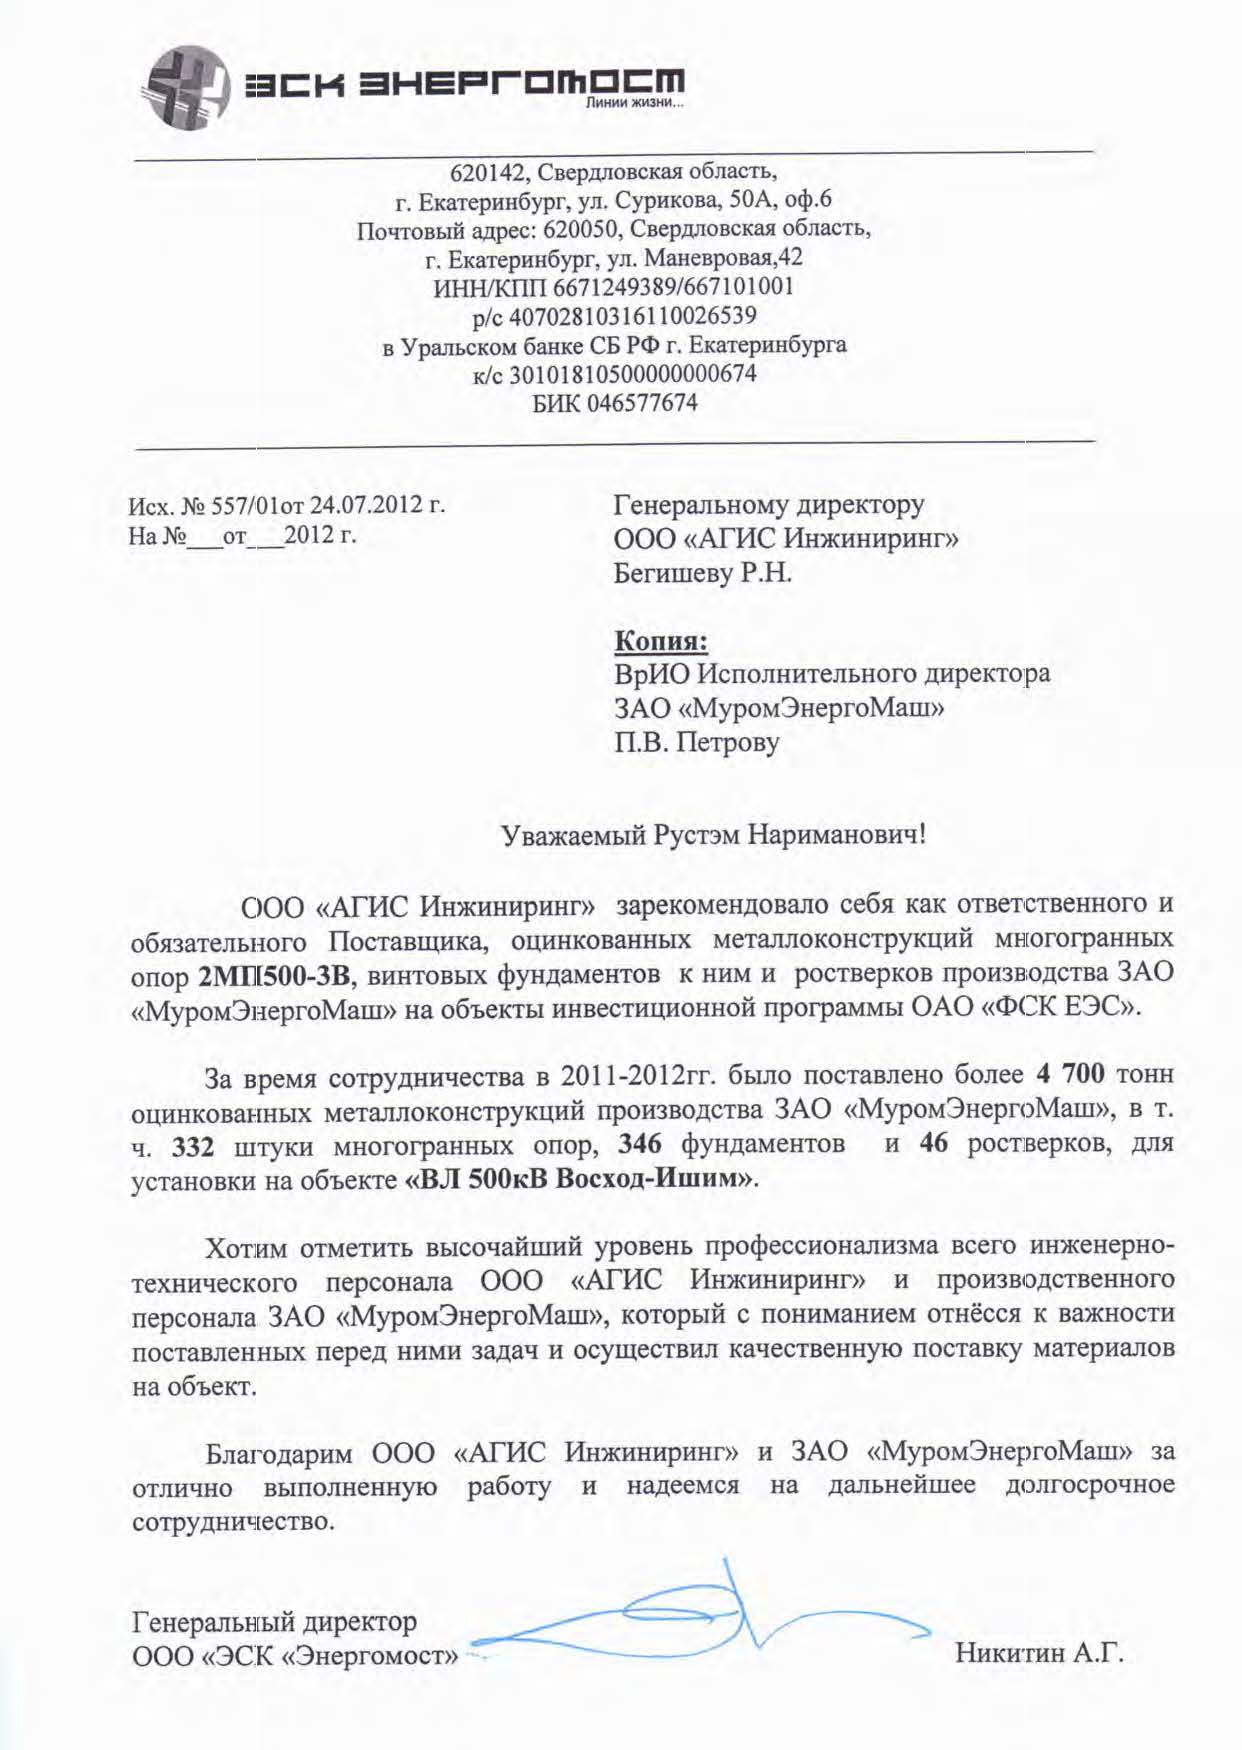 ЭСК ЭНЕРГОМОСТ
Линии жизни...
620142, Свердловская область,
г. Екатеринбург, ул. Сурикова, 50А, оф.6
Почтовый адрес: 620050, Свердловская область,
г. Екатеринбург, ул. Маневровая,42
ИНН/КПП 6671249389/667101001
р/с 40702810316110026539
в Уральском банке СБ РФ г. Екатеринбурга
к/с 30101810500000000674
БИК 046577674
Исх. № 557/01от 24.07.2012 г.
На №___от___2012 г.
Генеральному директору
ООО «АГИС Инжиниринг»
Бегишеву Р.Н.
Копия:
ВрИО Исполнительного директора
ЗАО «МуромЭнергоМаш»
П.В. Петрову
Уважаемый Рустэм Нариманович!
ООО «АГИС Инжиниринг» зарекомендовало себя как ответственного и
обязательного Поставщика, оцинкованных металлоконструкций многогранных
опор 2МП500-3В, винтовых фундаментов к ним и ростверков производства ЗАО
«МуромЭнергоМаш» на объекты инвестиционной программы ОАО «ФСК ЕЭС».
За время сотрудничества в 2011-2012гг. было поставлено более 4 700 тонн
оцинкованных металлоконструкций производства ЗАО «МуромЭнергоМаш», в т.
ч. 332 штуки многогранных опор, 346 фундаментов и 46 ростверков, для
установки на объекте «ВЛ 500кВ Восход-Ишим».
Хотим отметить высочайший уровень профессионализма всего инженерно-
технического персонала ООО «АГИС Инжиниринг» и производственного
персонала ЗАО «МуромЭнергоМаш», который с пониманием отнёсся к важности
поставленных перед ними задач и осуществил качественную поставку материалов
на объект.
Благодарим ООО «АГИС Инжиниринг» и ЗАО «МуромЭнергоМаш» за
отлично выполненную работу и надеемся на дальнейшее долгосрочное
сотрудничество.
Генеральный директор
ООО «ЭСК «Энергомост»
Никитин А.Г.